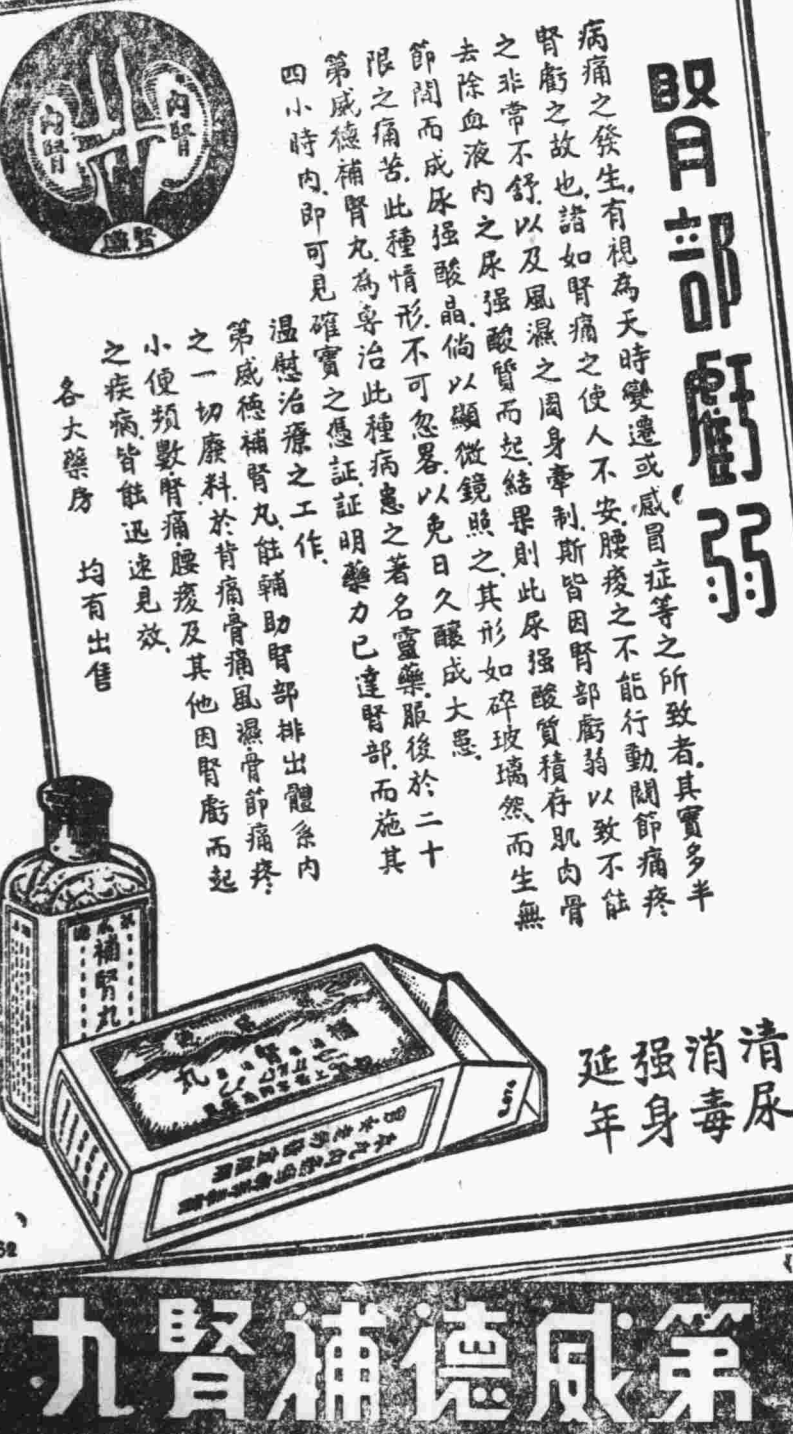 腎部虧弱
病痛之發生，有視為天時變遷或感冒症等之所致者，其實多半
腎虧之故也，諸如腎痛之使人不安，腰痠之不能行動，關節痛疼
之非常不舒，以及風濕之周身牽制，斯皆因腎部虧弱以致不能
去除血液內之尿强酸質而起，結果則此尿强酸質積存肌肉骨
節間而成尿强酸晶，倘以顯微鏡照之，其形如碎玻璃然，而生無
限之痛苦，此種情形，不可忽畧，以免日久釀成大患，
第威德補腎丸，為專治此種病患之著名靈藥，服後於二十
四小時內，即可見確實之憑証，証明藥力已達腎部，而施其
溫慰治療之工作，
第威德補腎丸，能輔助腎部排出體系內
之一切廢料，於背痛骨痛風濕骨節痛疼
小便頻數腎痛腰痠及其他因腎虧而起
之疾病，皆能迅速見效，
各大藥房　均有出售
內腎
內腎
補腎丸
丸
清尿
消毒
强身
延年
第威德補腎丸